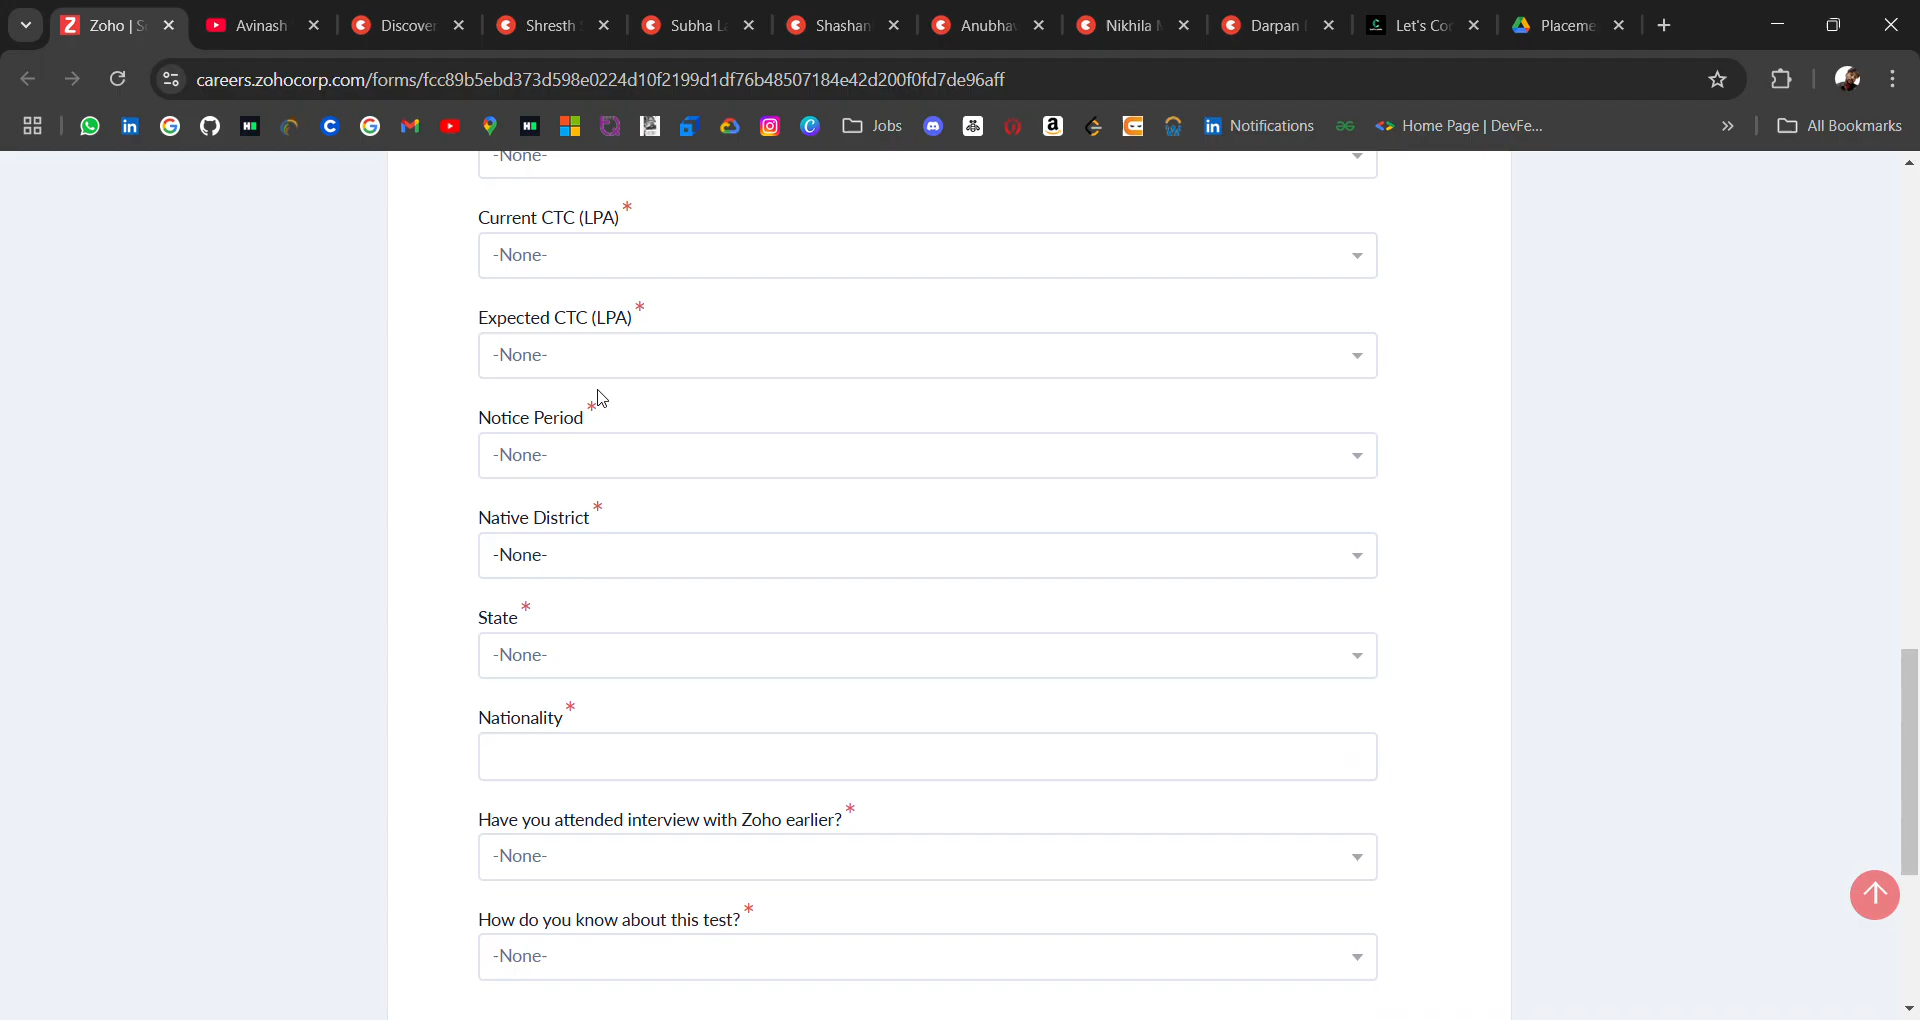 Zoho | S
Avinash
Discover
Shresth
Subha L
Shashan
Anubhav
Nikhila
Darpan
Let's Co
Placeme
careers.zohocorp.com/forms/fcc89b5ebd373d598e0224d10f2199d1df76b48507184e42d200f0fd7de96aff
Jobs
Notifications
Home Page | DevFe...
All Bookmarks
-None-
Current CTC (LPA) *
-None-
Expected CTC (LPA) *
-None-
Notice Period *
-None-
Native District *
-None-
State *
-None-
Nationality *
Have you attended interview with Zoho earlier? *
-None-
How do you know about this test? *
-None-